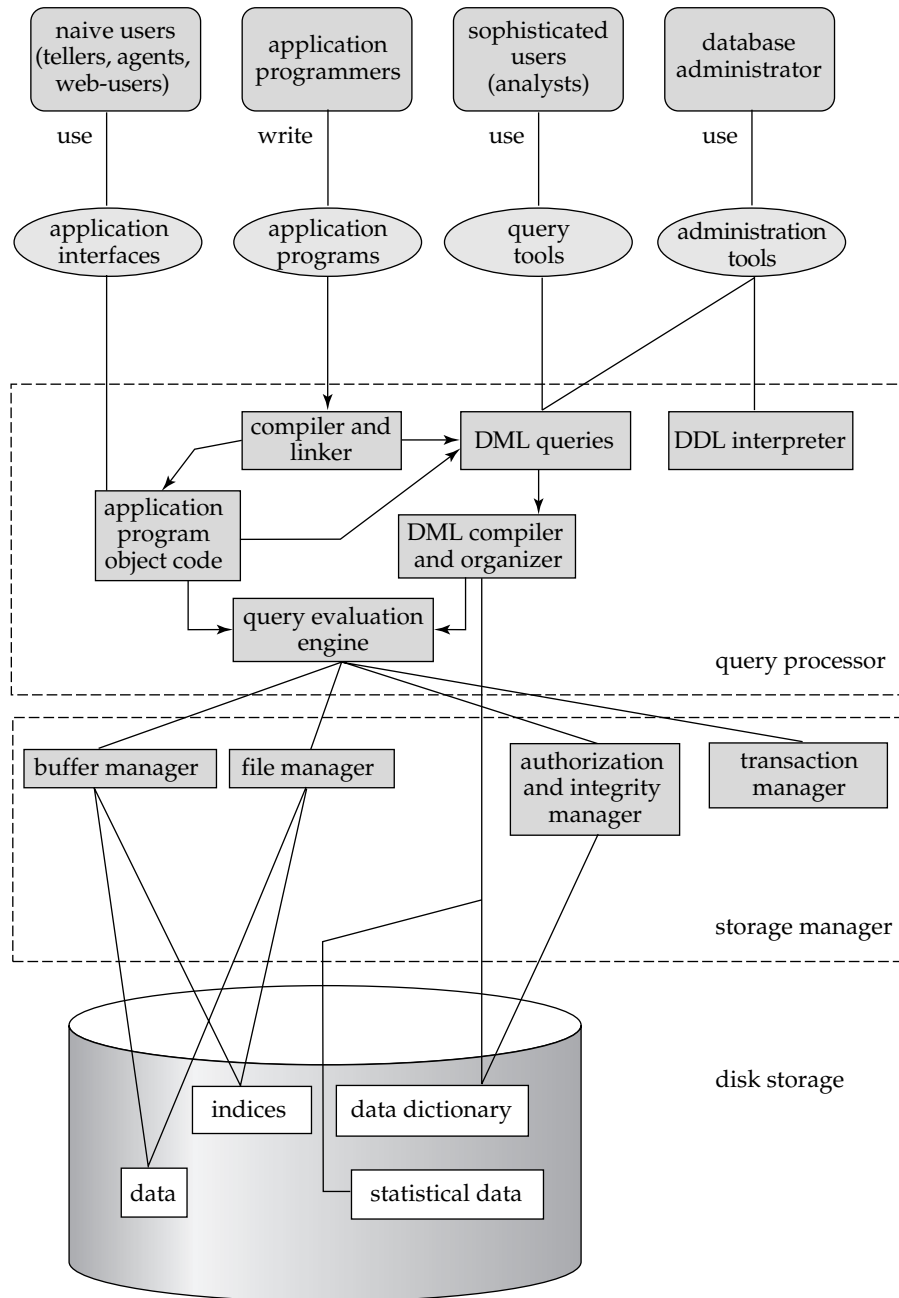 naive users
(tellers, agents,
web-users)
application
programmers
sophisticated
users
(analysts)
database
administrator
use
write
use
use
application
interfaces
application
programs
query
tools
administration
tools
compiler and
linker
DML queries
DDL interpreter
application
program
object code
DML compiler
and organizer
query evaluation
engine
query processor
buffer manager
file manager
authorization
and integrity
manager
transaction
manager
storage manager
disk storage
indices
data dictionary
data
statistical data